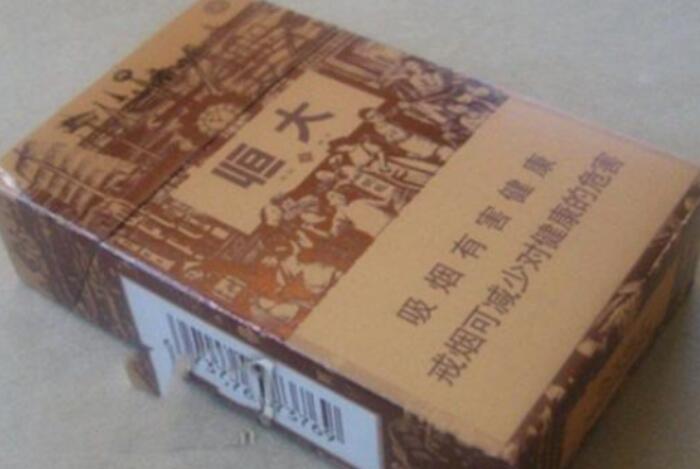 恒大
吸烟有害健康
戒烟可减少对健康的危害